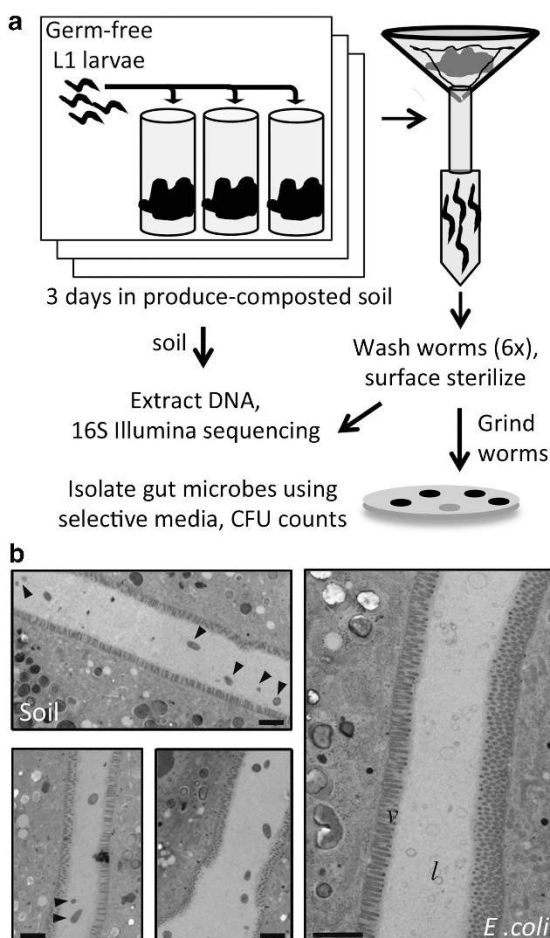 a
Germ-free
L1 larvae
3 days in produce-composted soil
soil
Wash worms (6x),
surface sterilize
Extract DNA,
16S Illumina sequencing
Grind
worms
Isolate gut microbes using
selective media, CFU counts
b
Soil
v
l
E.coli